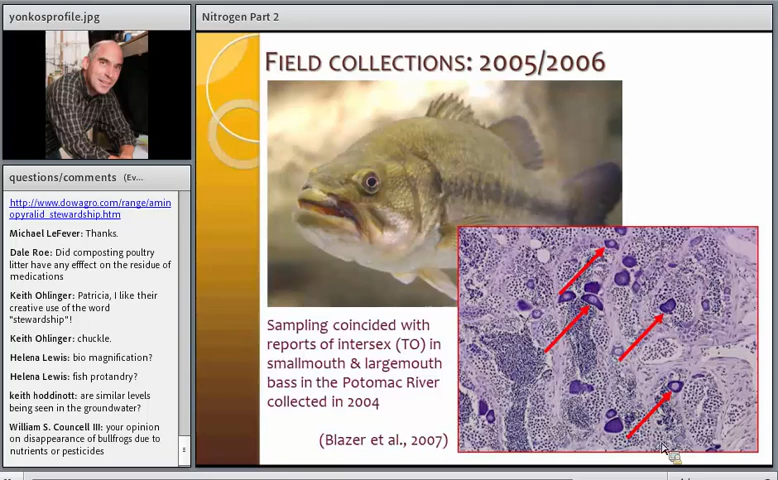 yonkosprofile.jpg
Nitrogen Part 2
questions/comments (Ev...
http://www.dowagro.com/range/amin
opyralid_stewardship.htm
Michael LeFever: Thanks.
Dale Roe: Did composting poultry
litter have any efffect on the residue of
medications
Keith Ohlinger: Patricia, I like their
creative use of the word
"stewardship"!
Keith Ohlinger: chuckle.
Helena Lewis: bio magnification?
Helena Lewis: fish protandry?
keith hoddinott: are similar levels
being seen in the groundwater?
William S. Councell III: your opinion
on disappearance of bullfrogs due to
nutrients or pesticides
FIELD COLLECTIONS: 2005/2006
Sampling coincided with
reports of intersex (TO) in
smallmouth & largemouth
bass in the Potomac River
collected in 2004
(Blazer et al., 2007)